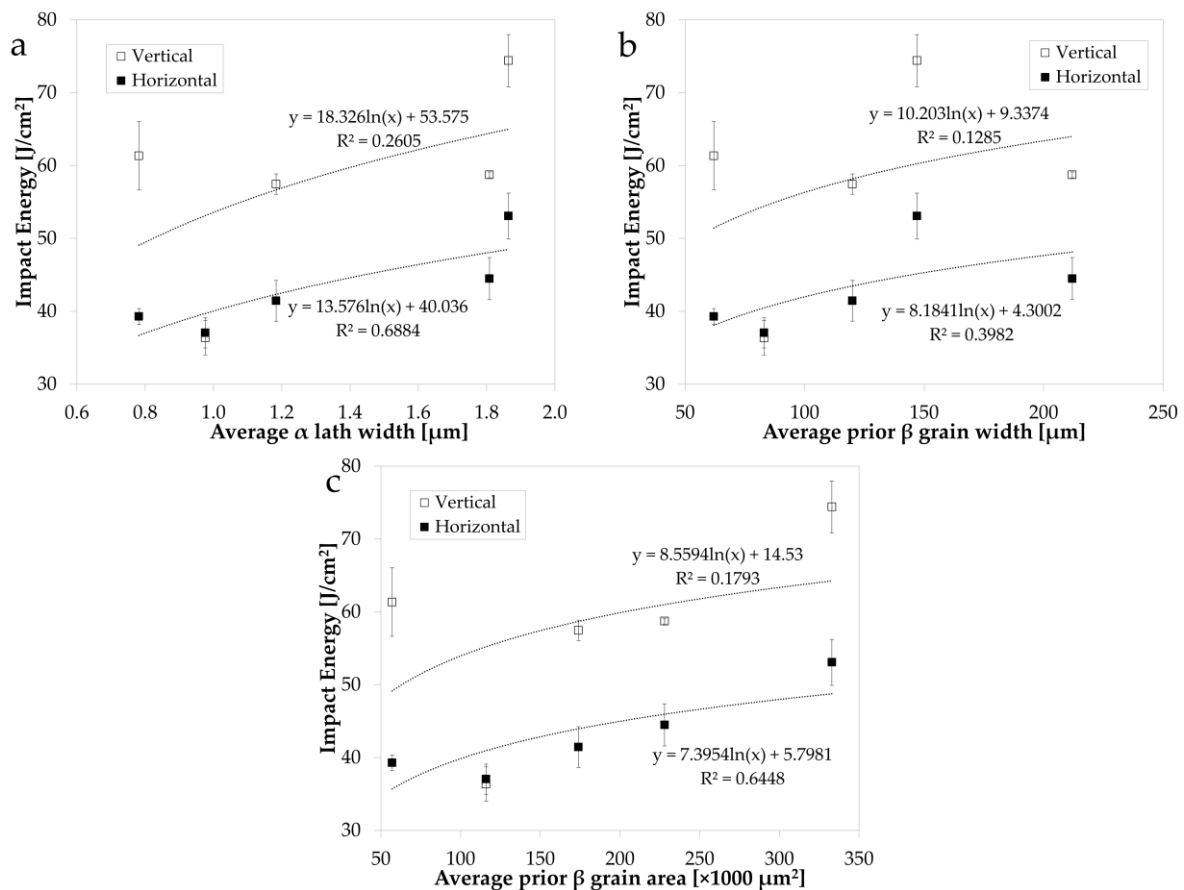 a
Vertical
Horizontal
y = 18.326ln(x) + 53.575
R² = 0.2605
y = 13.576ln(x) + 40.036
R² = 0.6884
Impact Energy [J/cm²]
80
70
60
50
40
30
0.6 0.8 1.0 1.2 1.4 1.6 1.8 2.0
Average α lath width [μm]
b
Vertical
Horizontal
y = 10.203ln(x) + 9.3374
R² = 0.1285
y = 8.1841ln(x) + 4.3002
R² = 0.3982
Impact Energy [J/cm²]
80
70
60
50
40
30
50 100 150 200 250
Average prior β grain width [μm]
c
Vertical
Horizontal
y = 8.5594ln(x) + 14.53
R² = 0.1793
y = 7.3954ln(x) + 5.7981
R² = 0.6448
Impact Energy [J/cm²]
80
70
60
50
40
30
50 100 150 200 250 300 350
Average prior β grain area [×1000 μm²]